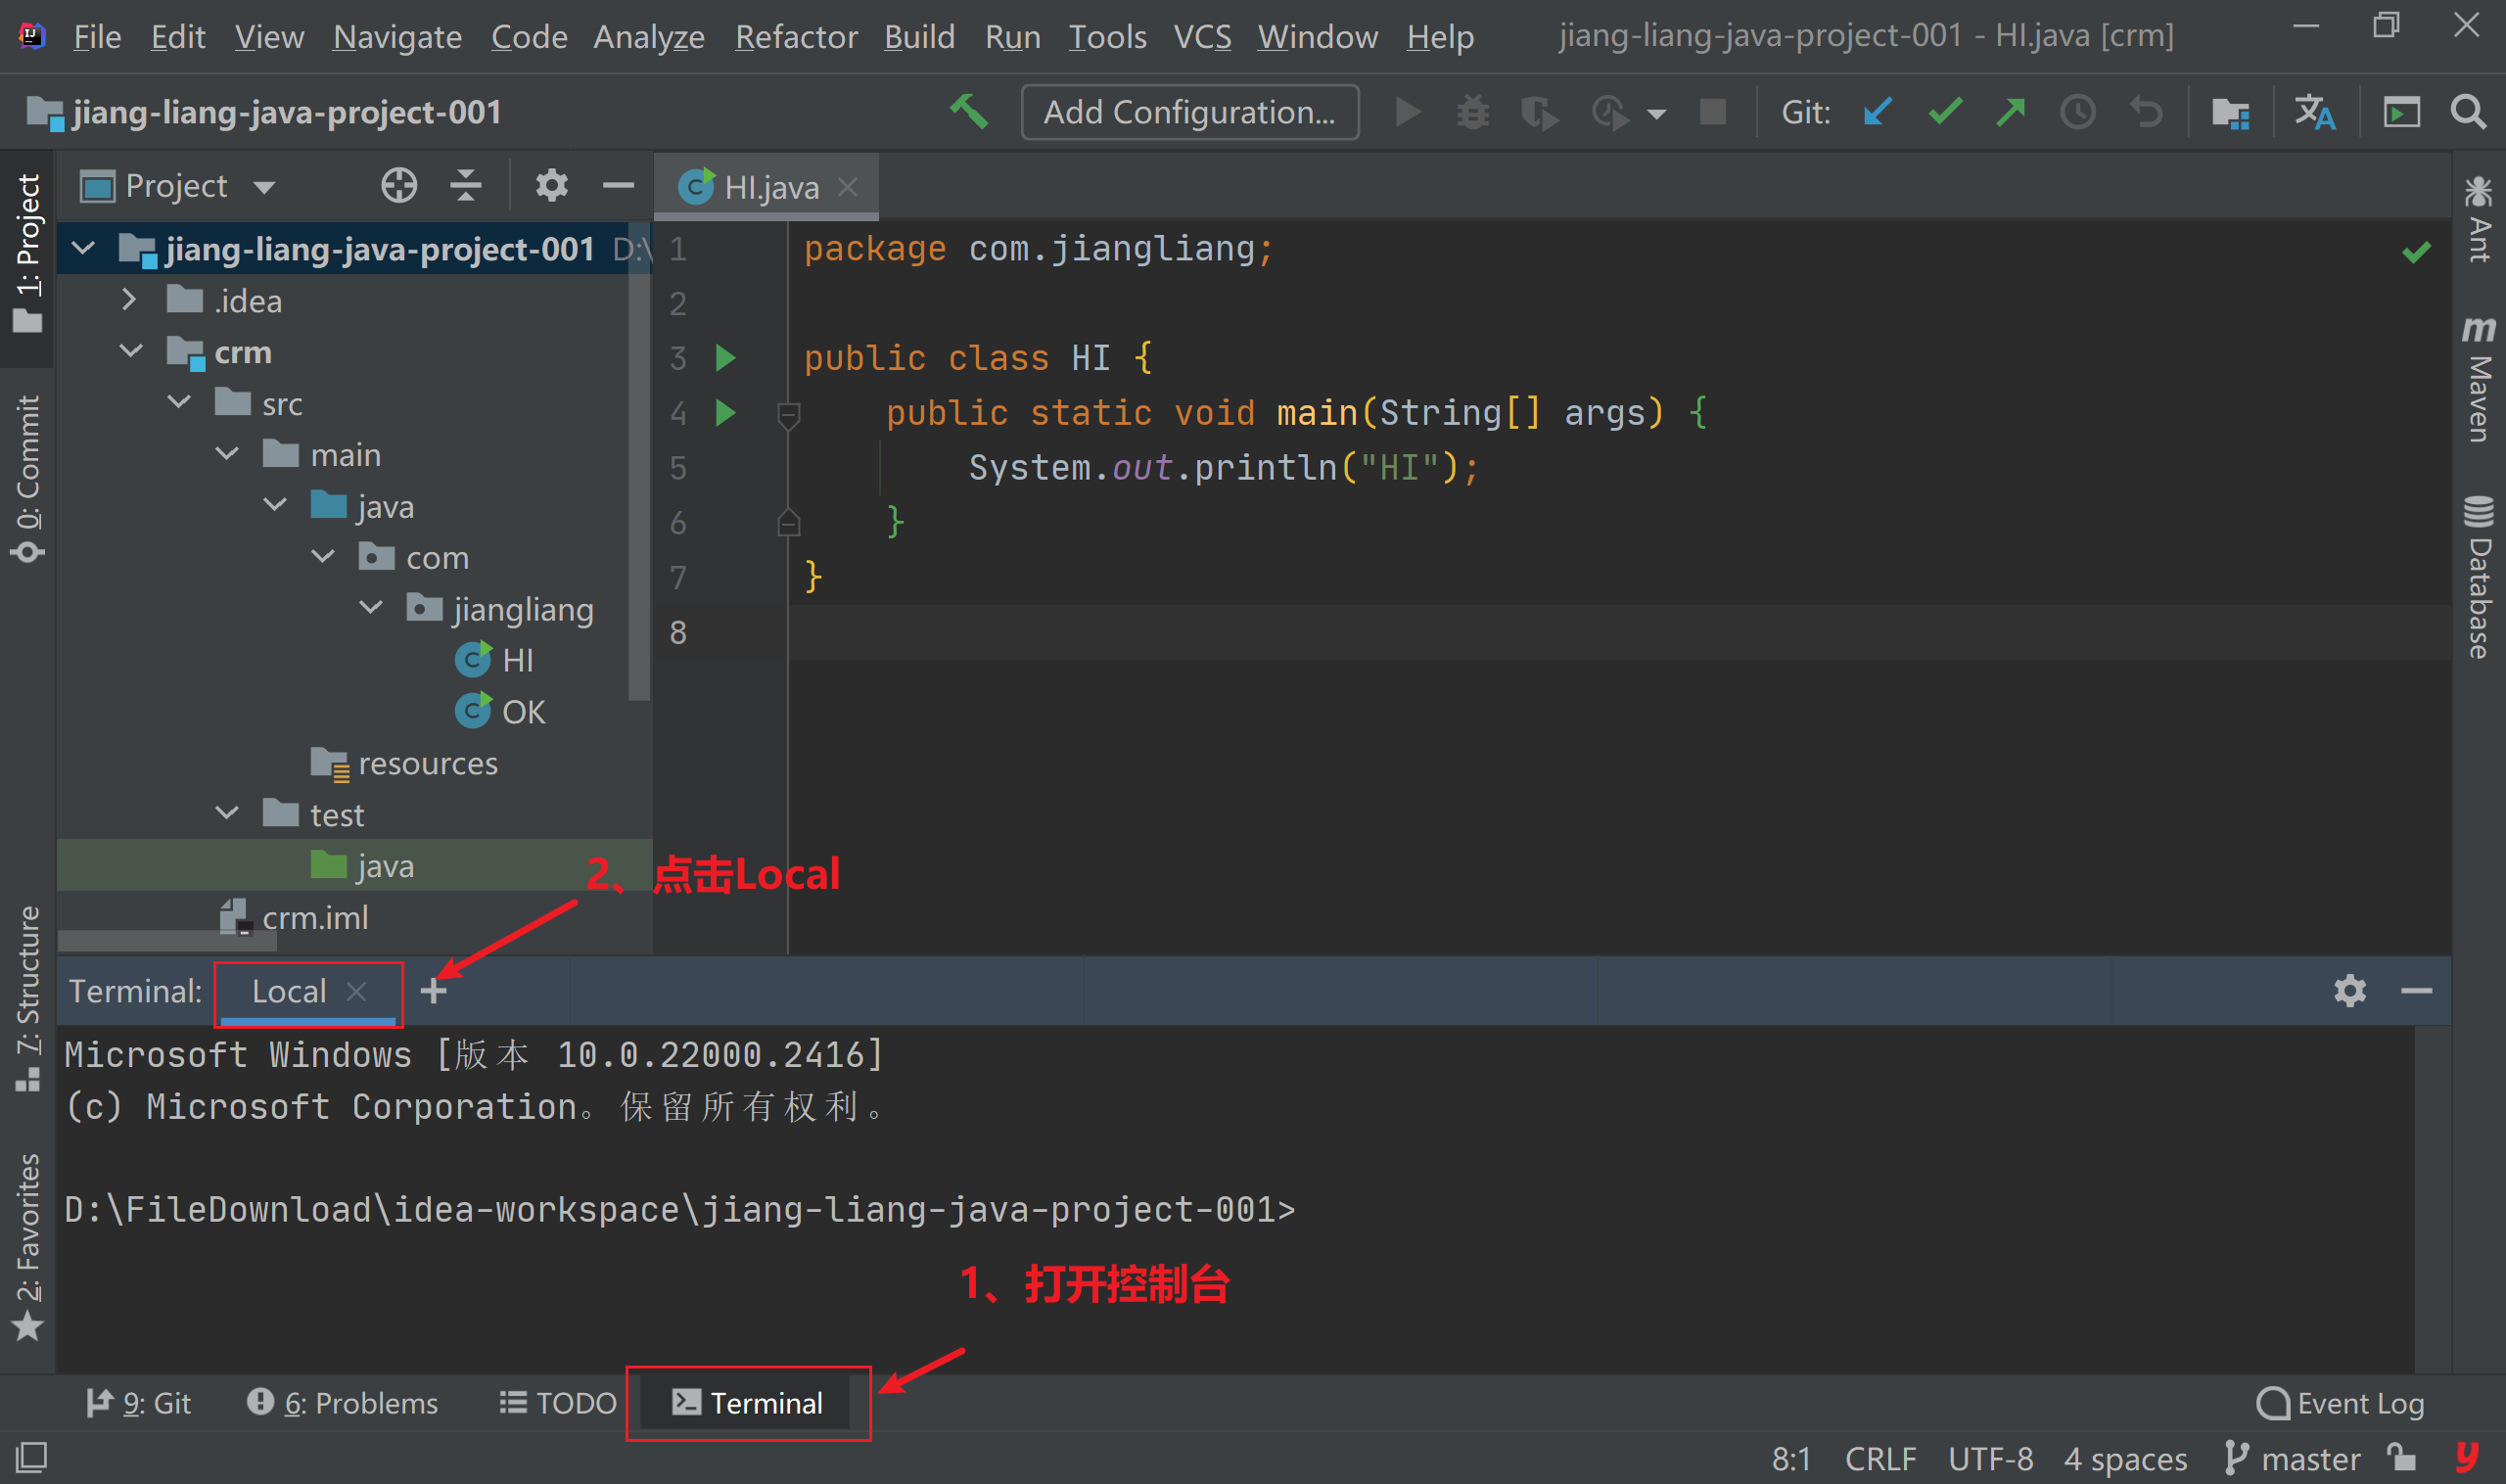 File Edit View Navigate Code Analyze Refactor Build Run Tools VCS Window Help jiang-liang-java-project-001 - HI.java [crm]
jiang-liang-java-project-001 Add Configuration... Git:
1: Project
0: Commit
7: Structure
2: Favorites
Project
jiang-liang-java-project-001 D:\
.idea
crm
src
main
java
com
jiangliang
HI
OK
resources
test
java
crm.iml
HI.java
1 package com.jiangliang;
2
3 public class HI {
4 public static void main(String[] args) {
5 System.out.println("HI");
6 }
7 }
8
Ant
Maven
Database
2、点击Local
Terminal: Local
Microsoft Windows [版本 10.0.22000.2416]
(c) Microsoft Corporation。保留所有权利。
D:\FileDownload\idea-workspace\jiang-liang-java-project-001>
1、打开控制台
9: Git 6: Problems TODO Terminal Event Log
8:1 CRLF UTF-8 4 spaces master